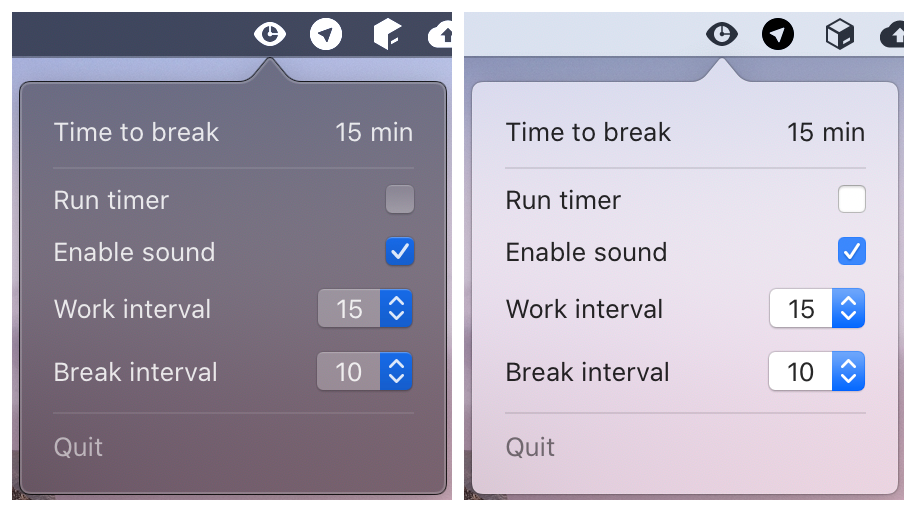 Time to break 15 min
Run timer
Enable sound
Work interval 15
Break interval 10
Quit
Time to break 15 min
Run timer
Enable sound
Work interval 15
Break interval 10
Quit